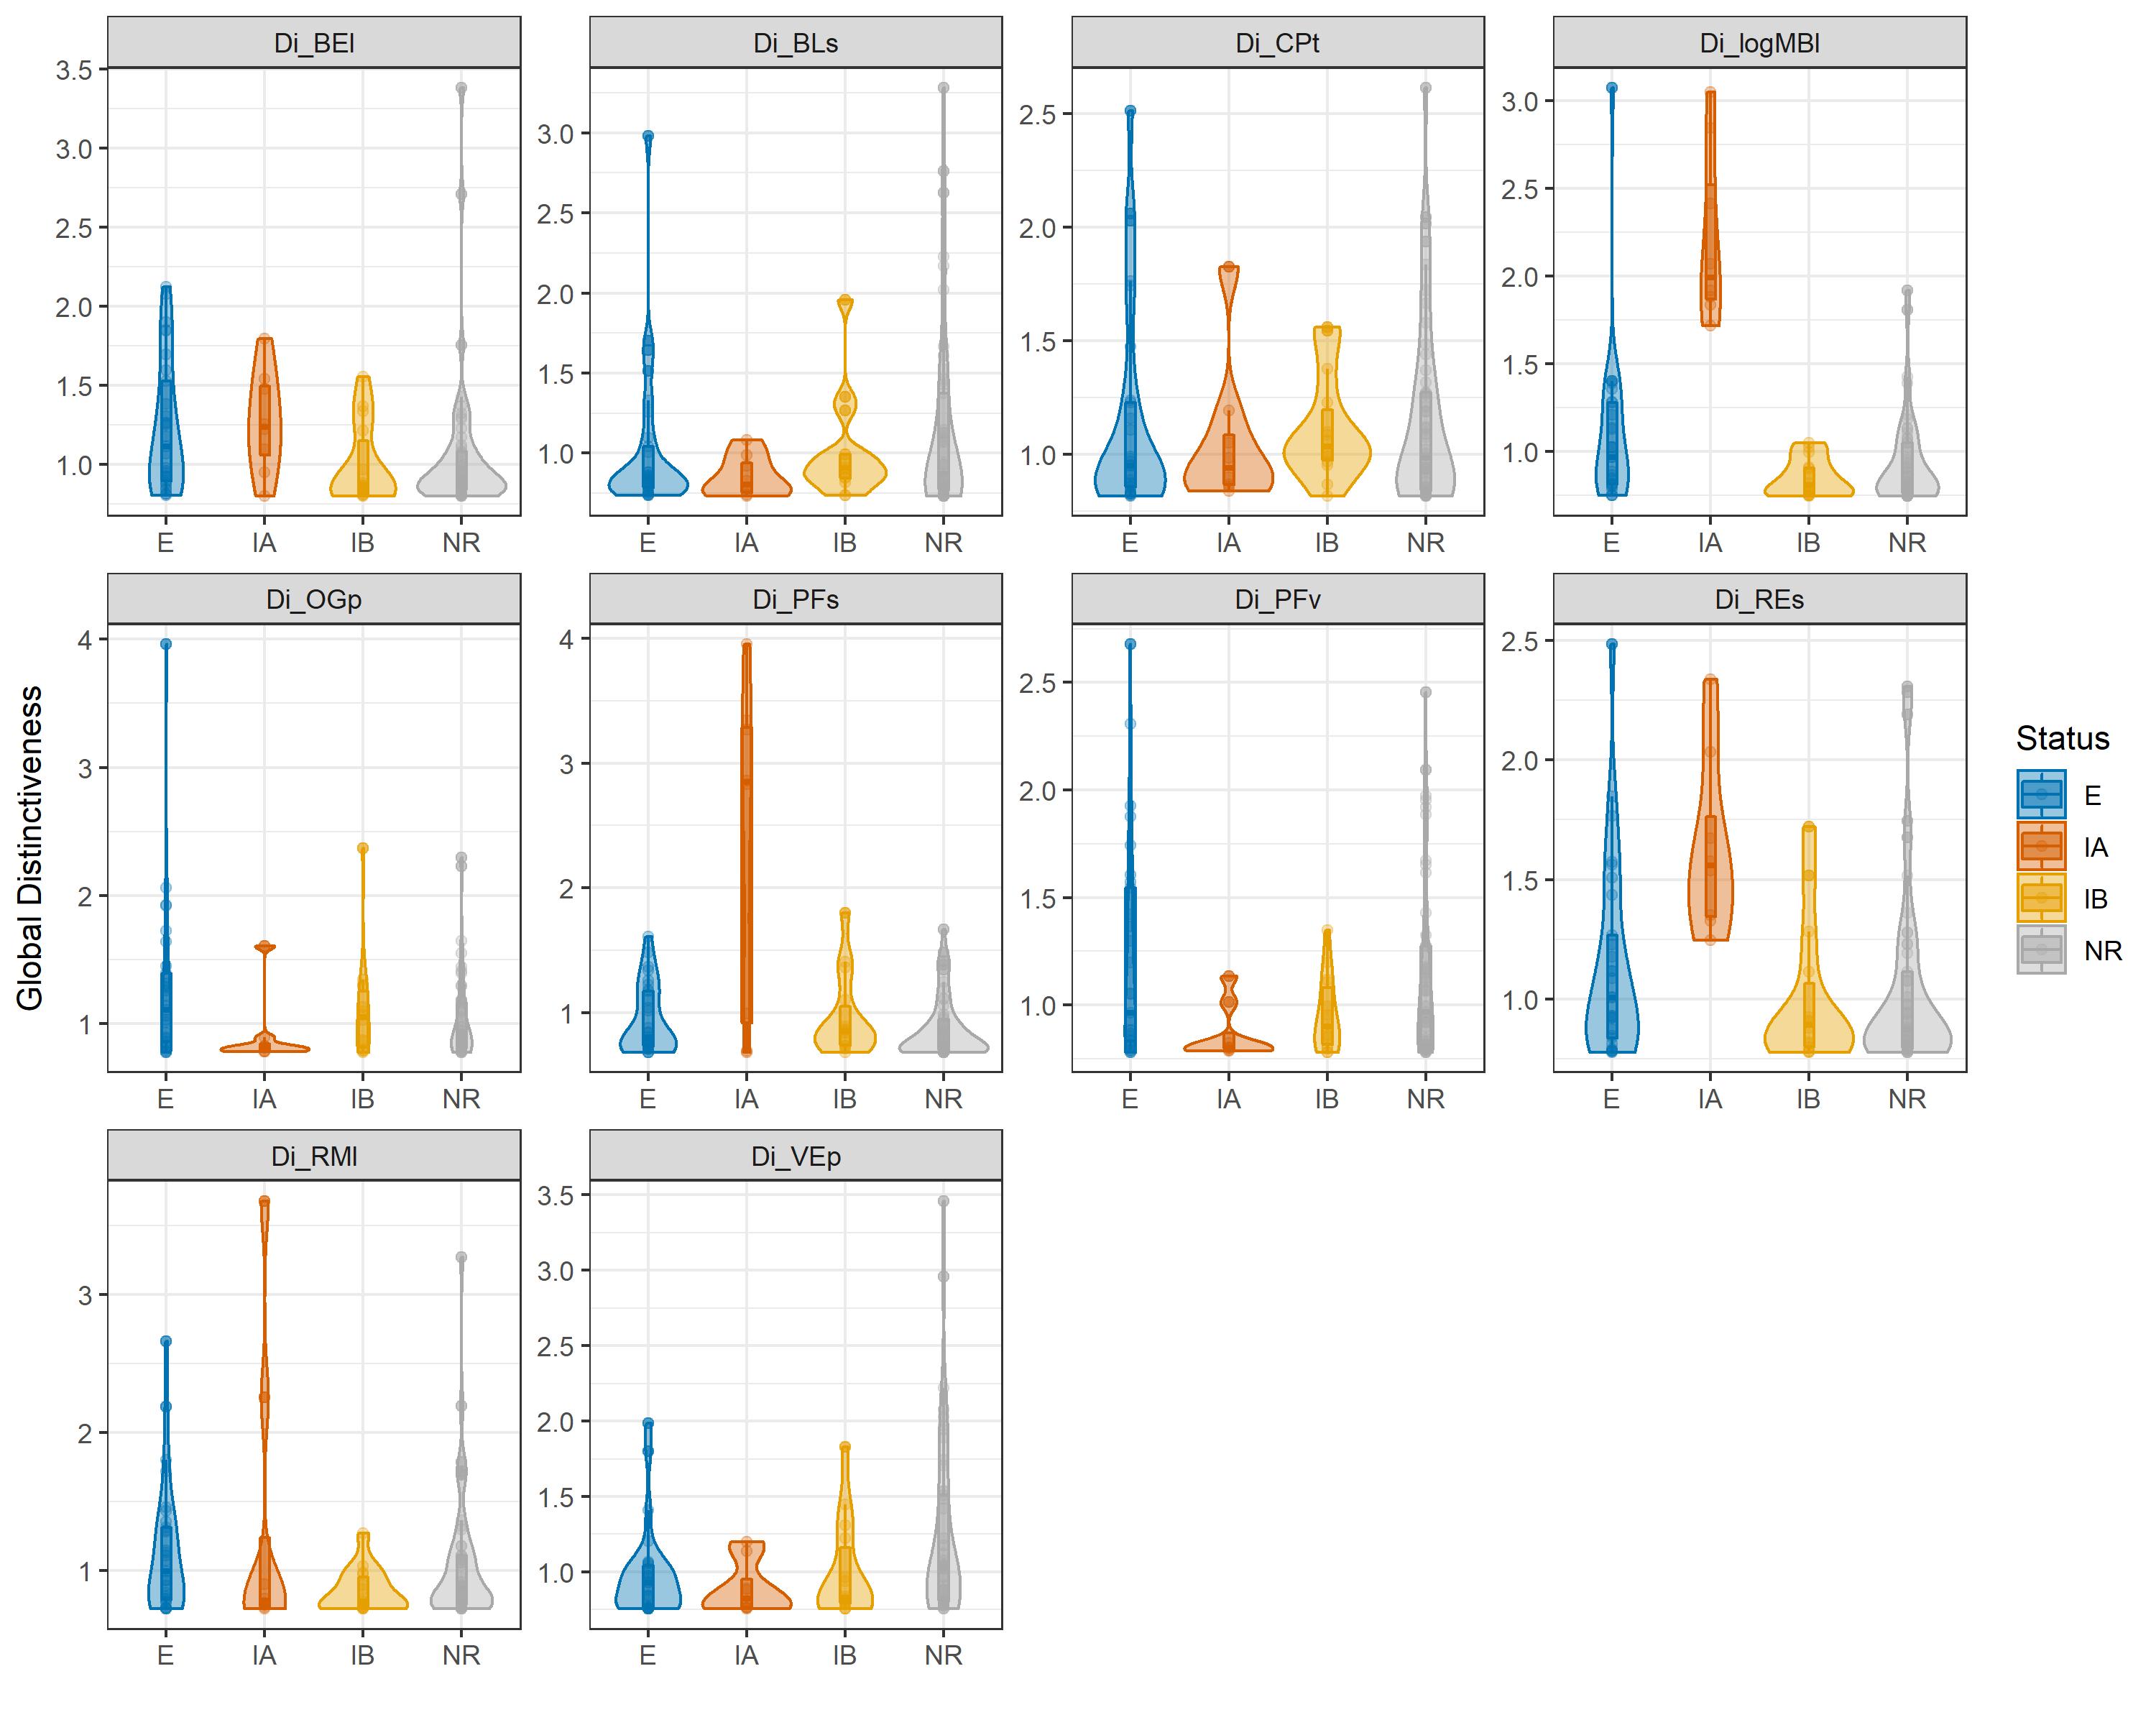 Di_BEl Di_BLs Di_CPt Di_logMBl
3.5 3.0 2.5 2.0 1.5 1.0
3.0 2.5 2.0 1.5 1.0
2.5 2.0 1.5 1.0
3.0 2.5 2.0 1.5 1.0
E IA IB NR E IA IB NR E IA IB NR E IA IB NR
Di_OGp Di_PFs Di_PFv Di_REs
4 3 2 1
4 3 2 1
2.5 2.0 1.5 1.0
2.5 2.0 1.5 1.0
E IA IB NR E IA IB NR E IA IB NR E IA IB NR
Di_RMl Di_VEp
3 2 1
3.5 3.0 2.5 2.0 1.5 1.0
E IA IB NR E IA IB NR
Global Distinctiveness
Status
E
IA
IB
NR